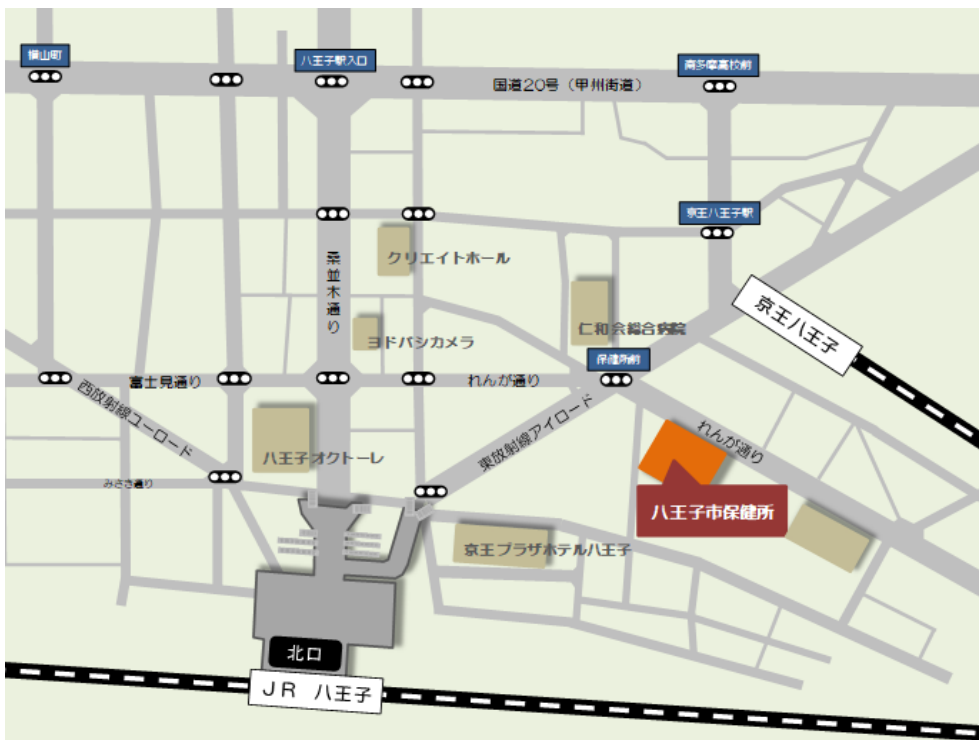 横山町
八王子駅入口
南多摩高校前
国道20号（甲州街道）
京王八王子駅
クリエイトホール
桑並木通り
京王八王子
仁和会総合病院
ヨドバシカメラ
保健所前
富士見通り
れんが通り
西放射線ユーロード
東放射線アイロード
れんが通り
八王子オクトーレ
みさき通り
八王子市保健所
京王プラザホテル八王子
北口
JR 八王子